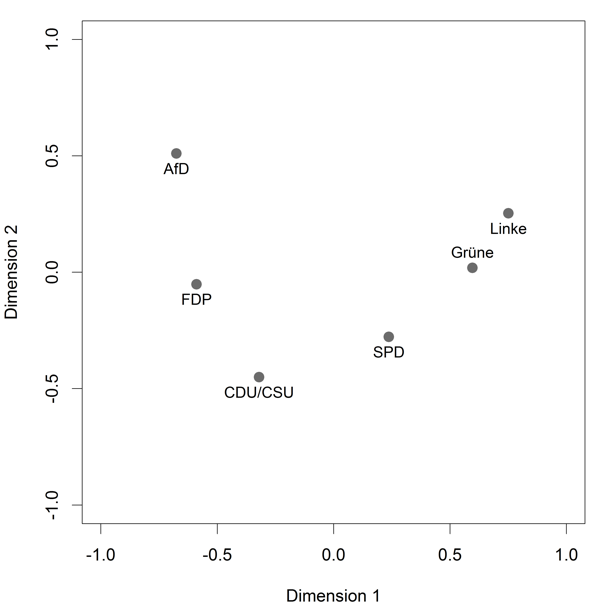 1.0
0.5
0.0
-0.5
-1.0
Dimension 2
AfD
Linke
Grüne
FDP
SPD
CDU/CSU
-1.0
-0.5
0.0
0.5
1.0
Dimension 1